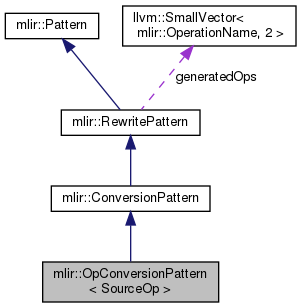 mlir::Pattern
llvm::SmallVector<
mlir::OperationName, 2 >
generatedOps
mlir::RewritePattern
mlir::ConversionPattern
mlir::OpConversionPattern
< SourceOp >